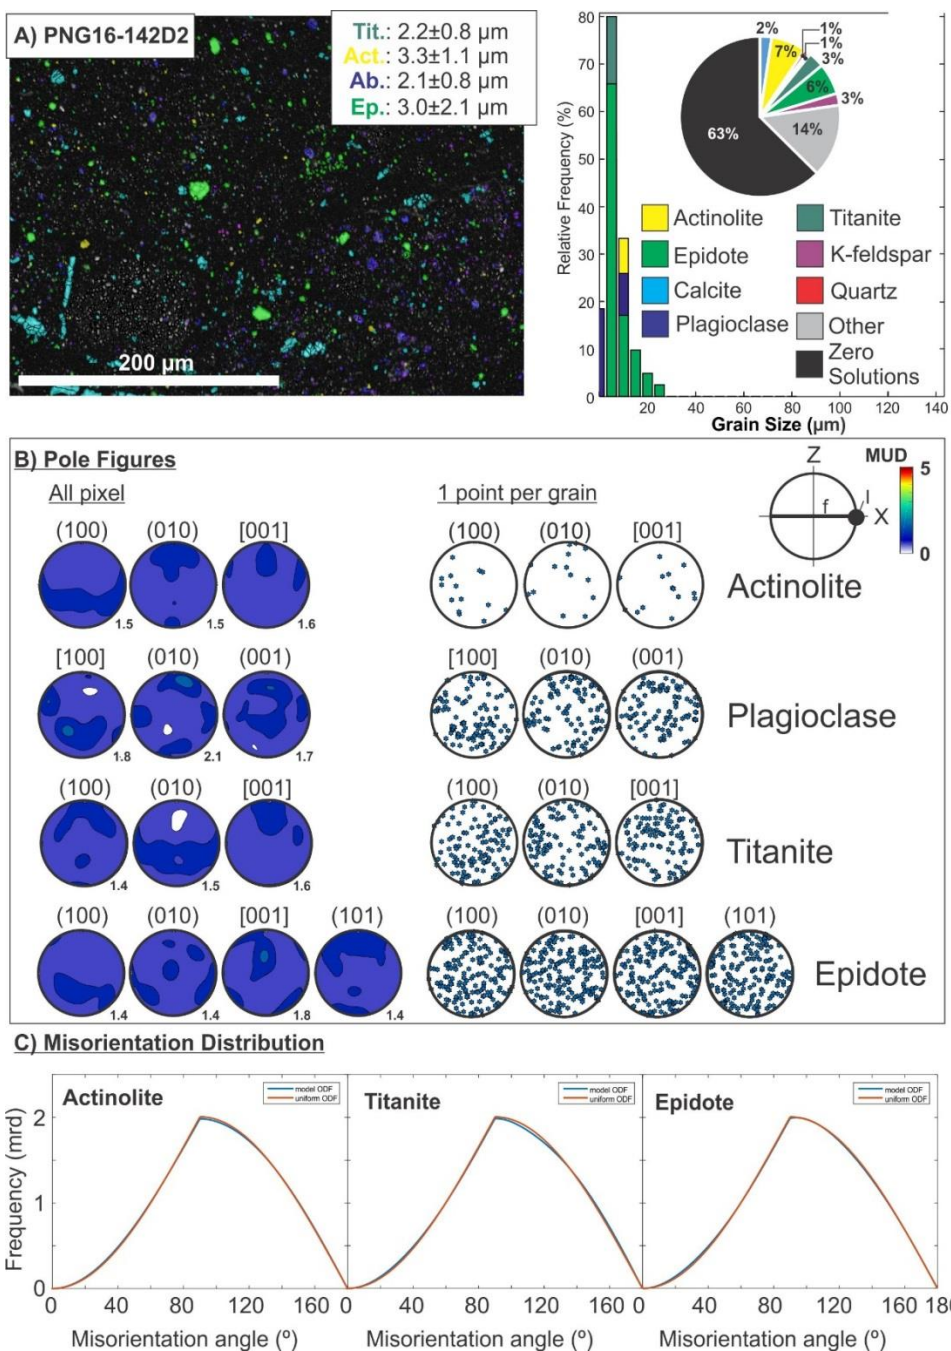 A) PNG16-142D2
Tit.: 2.2±0.8 µm
Act.: 3.3±1.1 µm
Ab.: 2.1±0.8 µm
Ep.: 3.0±2.1 µm
200 µm
Relative Frequency (%)
80
70
60
50
40
30
20
10
0
20 40 60 80 100 120 140
Grain Size (µm)
2%
7%
1%
1%
3%
6%
3%
14%
63%
Actinolite
Epidote
Calcite
Plagioclase
Titanite
K-feldspar
Quartz
Other
Zero
Solutions
B) Pole Figures
All pixel
1 point per grain
Z
X
f
l
MUD
5
0
(100) (010) [001] (100) (010) [001]
1.5 1.5 1.6
Actinolite
[100] (010) (001) [100] (010) (001)
1.8 2.1 1.7
Plagioclase
(100) (010) [001] (100) (010) [001]
1.4 1.5 1.6
Titanite
(100) (010) [001] (101) (100) (010) [001] (101)
1.4 1.4 1.8 1.4
Epidote
C) Misorientation Distribution
Frequency (mrd)
2
1
0
Actinolite
model ODF
uniform ODF
Titanite
model ODF
uniform ODF
Epidote
model ODF
uniform ODF
0 40 80 120 160 0 40 80 120 160 0 40 80 120 160 180
Misorientation angle (º) Misorientation angle (º) Misorientation angle (º)